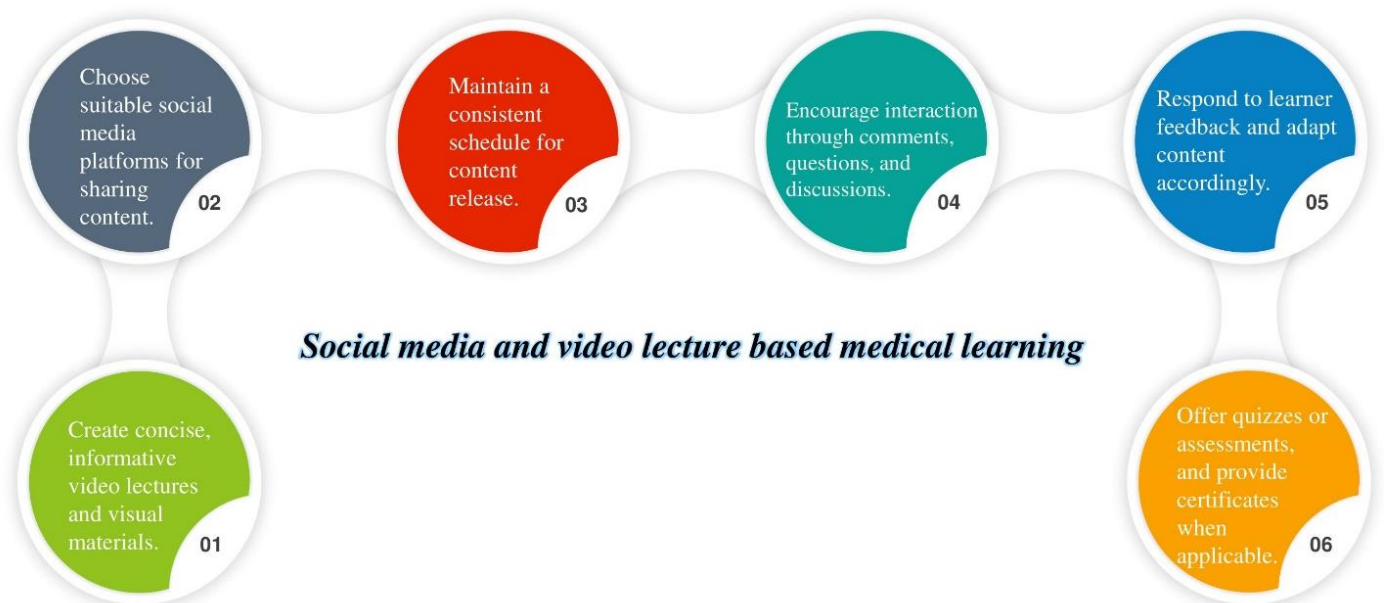 Create concise,
informative
video lectures
and visual
materials.
01
Choose
suitable social
media
platforms for
sharing
content.
02
Maintain a
consistent
schedule for
content
release.
03
Encourage interaction
through comments,
questions, and
discussions.
04
Respond to learner
feedback and adapt
content
accordingly.
05
Offer quizzes or
assessments,
and provide
certificates
when
applicable.
06
Social media and video lecture based medical learning